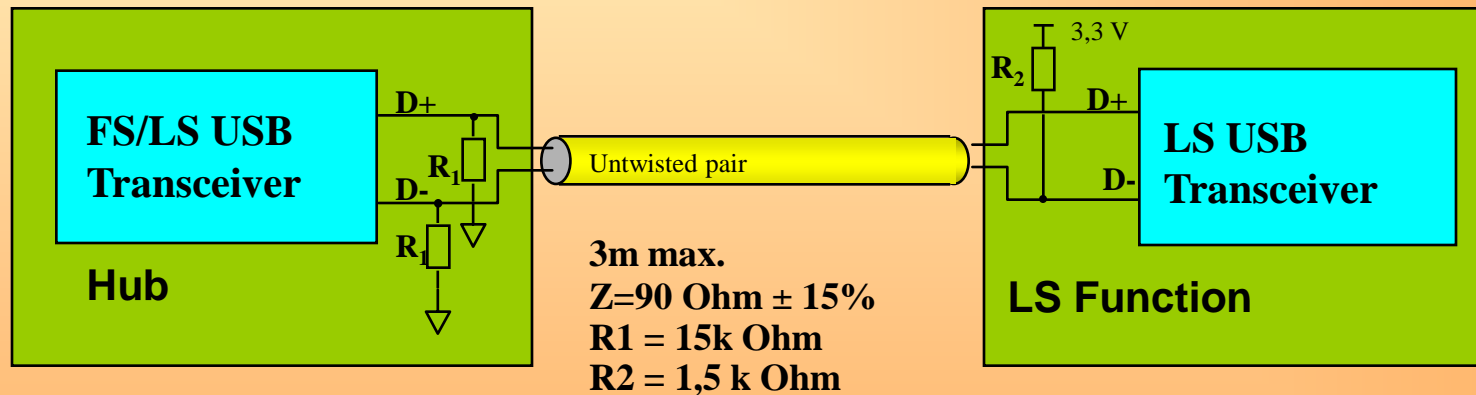 FS/LS USB
Transceiver
D+
R1
D-
R1
Hub
Untwisted pair
3m max.
Z=90 Ohm ± 15%
R1 = 15k Ohm
R2 = 1,5 k Ohm
3,3 V
R2
D+
D-
LS USB
Transceiver
LS Function